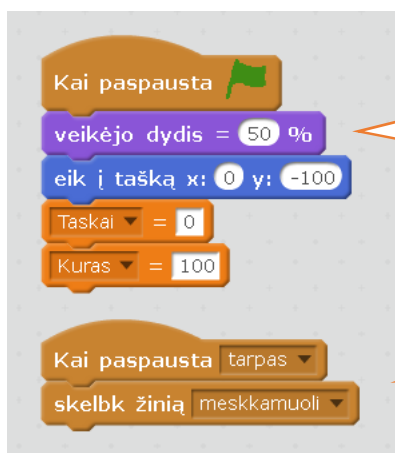 Kai paspausta
veikėjo dydis = 50 %
eik į tašką x: 0 y: -100
Taskai = 0
Kuras = 100
Kai paspausta tarpas
skelbk žinią meskkamuoli